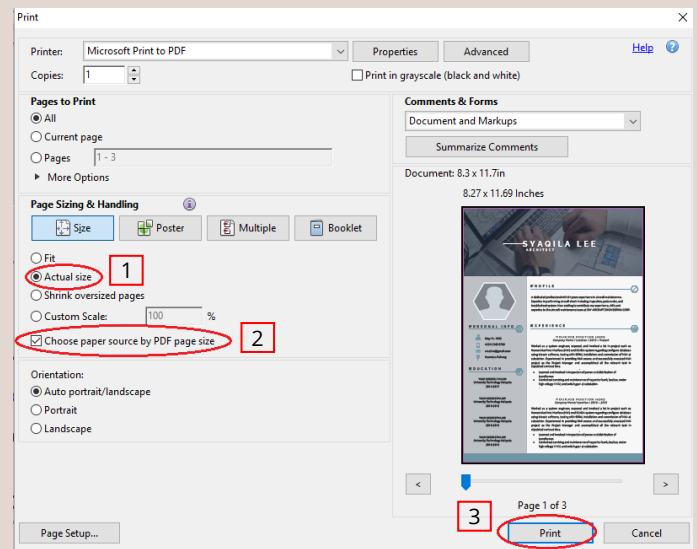 Print
Printer: Microsoft Print to PDF Properties Advanced Help
Copies: 1 Print in grayscale (black and white)
Pages to Print
All
Current page
Pages 1 - 3
More Options
Page Sizing & Handling
Size Poster Multiple Booklet
Fit
Actual size 1
Shrink oversized pages
Custom Scale: 100 %
Choose paper source by PDF page size 2
Orientation:
Auto portrait/landscape
Portrait
Landscape
Comments & Forms
Document and Markups
Summarize Comments
Document: 8.3 x 11.7in
8.27 x 11.69 Inches
SYAQILA LEE
ARCHITECT
PROFILE
PERSONAL INFO
EXPERIENCE
EDUCATION
< >
Page 1 of 3
3
Page Setup... Print Cancel